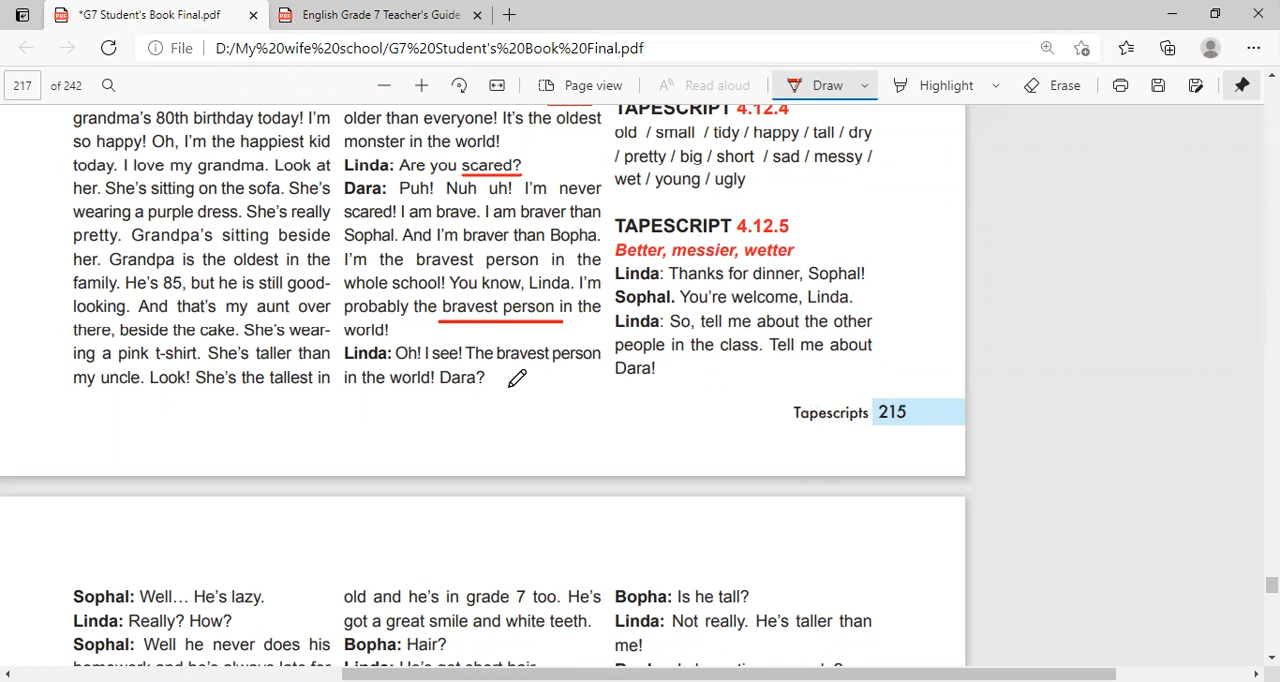 *G7 Student's Book Final.pdf
English Grade 7 Teacher's Guide
File
D:/My%20wife%20school/G7%20Student's%20Book%20Final.pdf
217 of 242
Page view
Read aloud
Draw
Highlight
Erase
grandma's 80th birthday today! I'm
so happy! Oh, I'm the happiest kid
today. I love my grandma. Look at
her. She's sitting on the sofa. She's
wearing a purple dress. She's really
pretty. Grandpa's sitting beside
her. Grandpa is the oldest in the
family. He's 85, but he is still good-
looking. And that's my aunt over
there, beside the cake. She's wear-
ing a pink t-shirt. She's taller than
my uncle. Look! She's the tallest in
older than everyone! It's the oldest
monster in the world!
Linda: Are you scared?
Dara: Puh! Nuh uh! I'm never
scared! I am brave. I am braver than
Sophal. And I'm braver than Bopha.
I'm the bravest person in the
whole school! You know, Linda. I'm
probably the bravest person in the
world!
Linda: Oh! I see! The bravest person
in the world! Dara?
TAPESCRIPT 4.12.4
old / small / tidy / happy / tall / dry
/ pretty / big / short / sad / messy /
wet / young / ugly
TAPESCRIPT 4.12.5
Better, messier, wetter
Linda: Thanks for dinner, Sophal!
Sophal. You're welcome, Linda.
Linda: So, tell me about the other
people in the class. Tell me about
Dara!
Tapescripts 215
Sophal: Well... He's lazy.
Linda: Really? How?
Sophal: Well he never does his
homework and he's always late for
old and he's in grade 7 too. He's
got a great smile and white teeth.
Bopha: Hair?
Linda: He's got short hair
Bopha: Is he tall?
Linda: Not really. He's taller than
me!